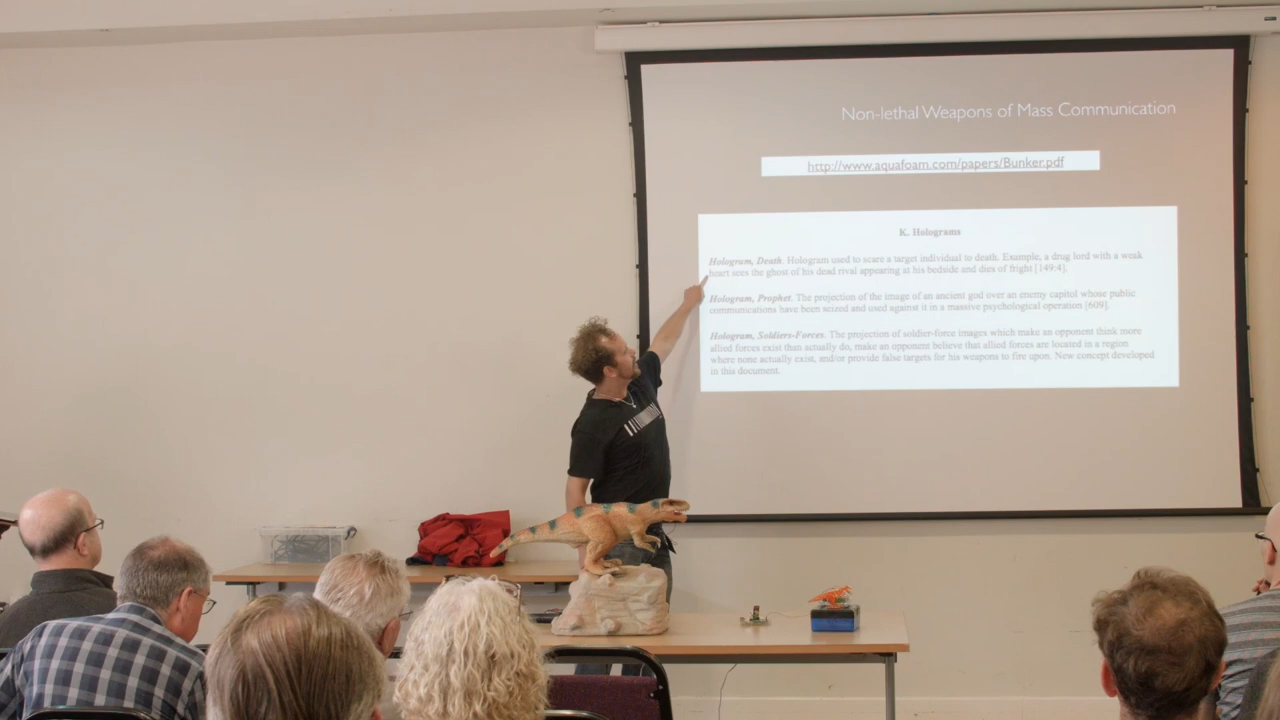 Non-lethal Weapons of Mass Communication
http://www.aquafoam.com/papers/Bunker.pdf
K. Holograms
Hologram, Death. Hologram used to scare a target individual to death. Example, a drug lord with a weak
heart sees the ghost of his dead rival appearing at his bedside and dies of fright [149:4].
Hologram, Prophet. The projection of the image of an ancient god over an enemy capitol whose public
communications have been seized and used against it in a massive psychological operation [609].
Hologram, Soldiers-Forces. The projection of soldier-force images which make an opponent think more
allied forces exist than actually do, make an opponent believe that allied forces are located in a region
where none actually exist, and/or provide false targets for his weapons to fire upon. New concept developed
in this document.